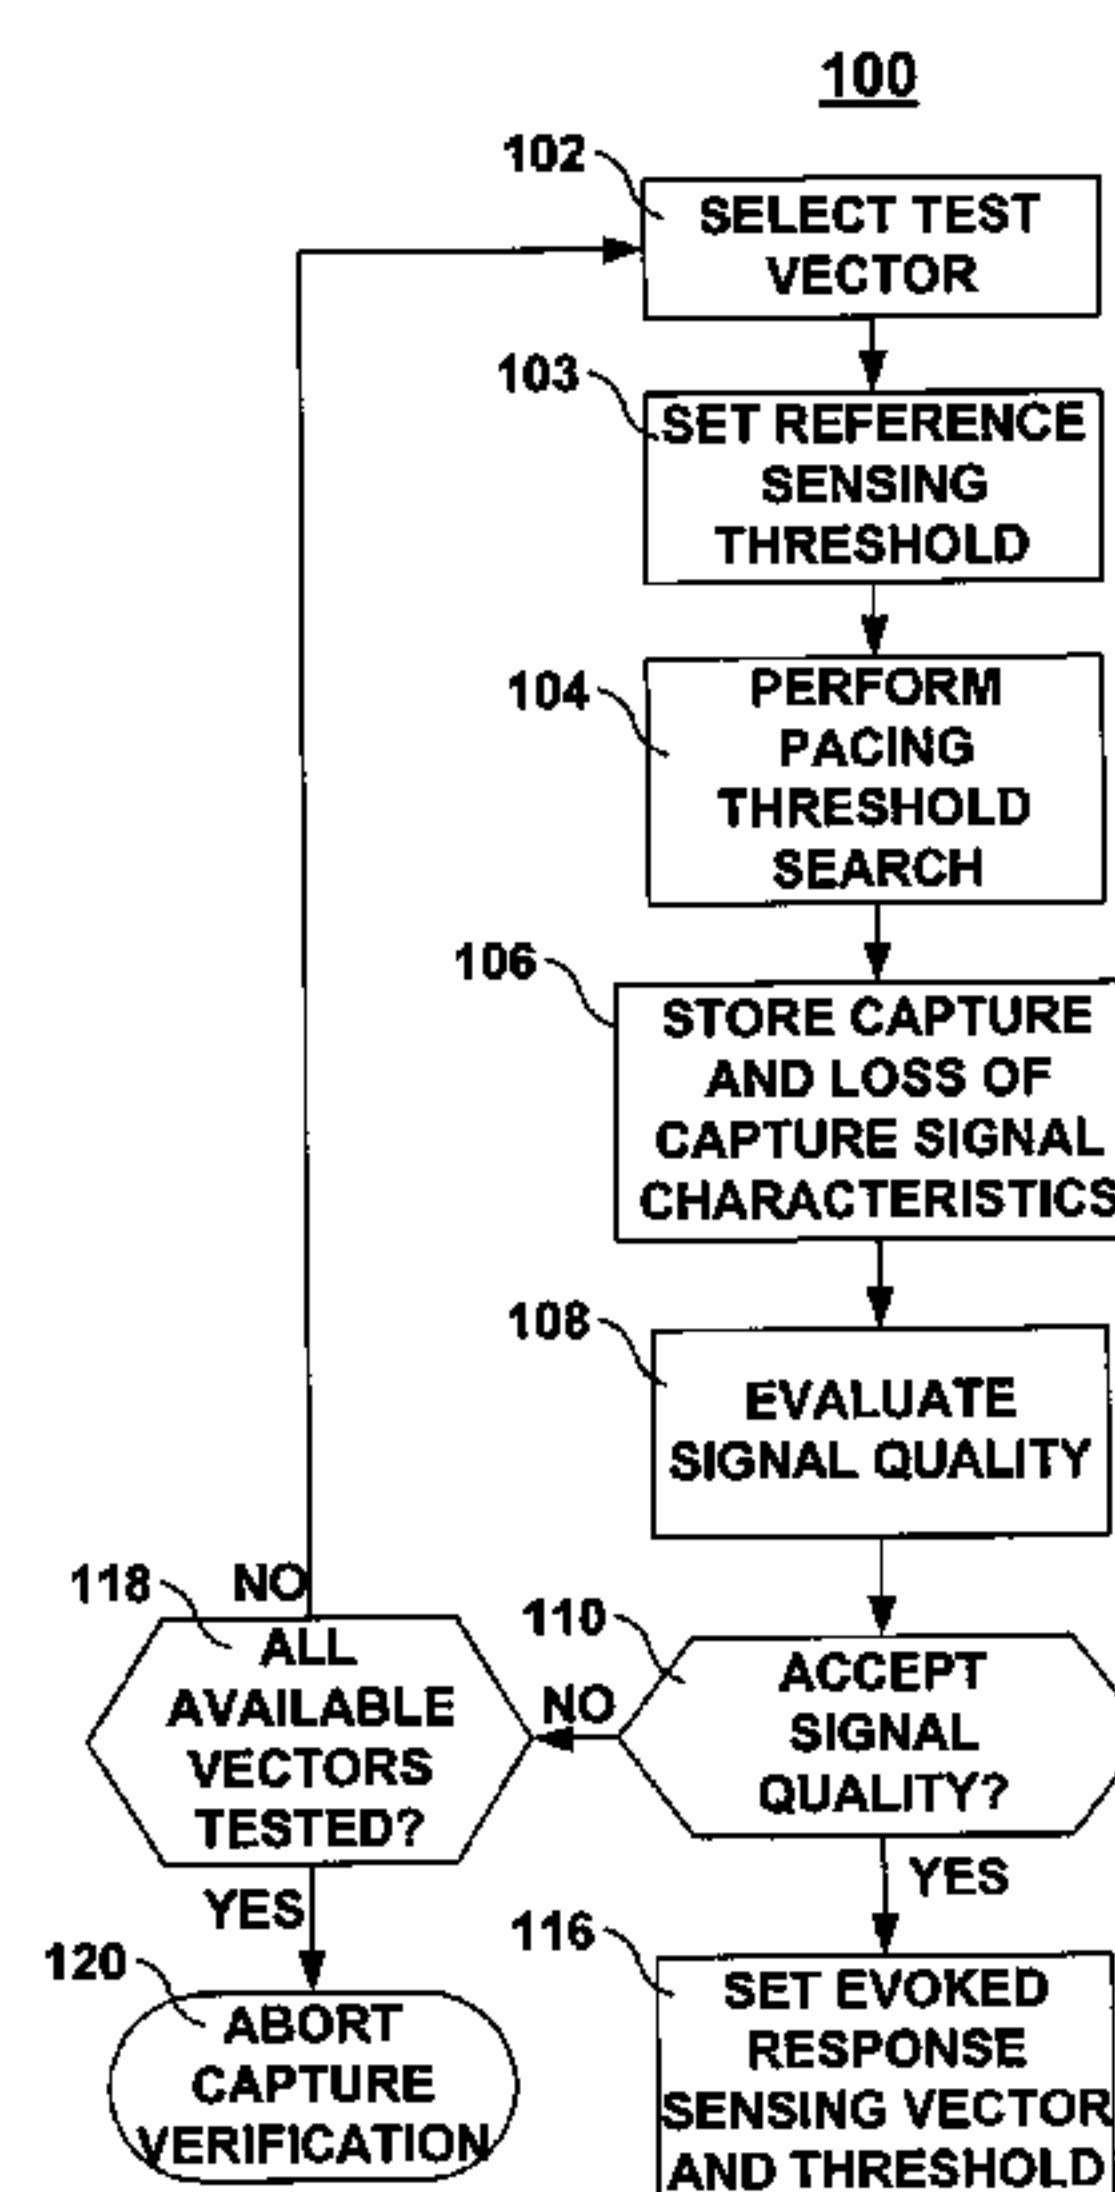 100
102
SELECT TEST
VECTOR
103
SET REFERENCE
SENSING
THRESHOLD
104
PERFORM
PACING
THRESHOLD
SEARCH
106
STORE CAPTURE
AND LOSS OF
CAPTURE SIGNAL
CHARACTERISTICS
108
EVALUATE
SIGNAL QUALITY
118
NO
ALL
AVAILABLE
VECTORS
TESTED?
110
NO
ACCEPT
SIGNAL
QUALITY?
YES
YES
120
ABORT
CAPTURE
VERIFICATION
116
SET EVOKED
RESPONSE
SENSING VECTOR
AND THRESHOLD